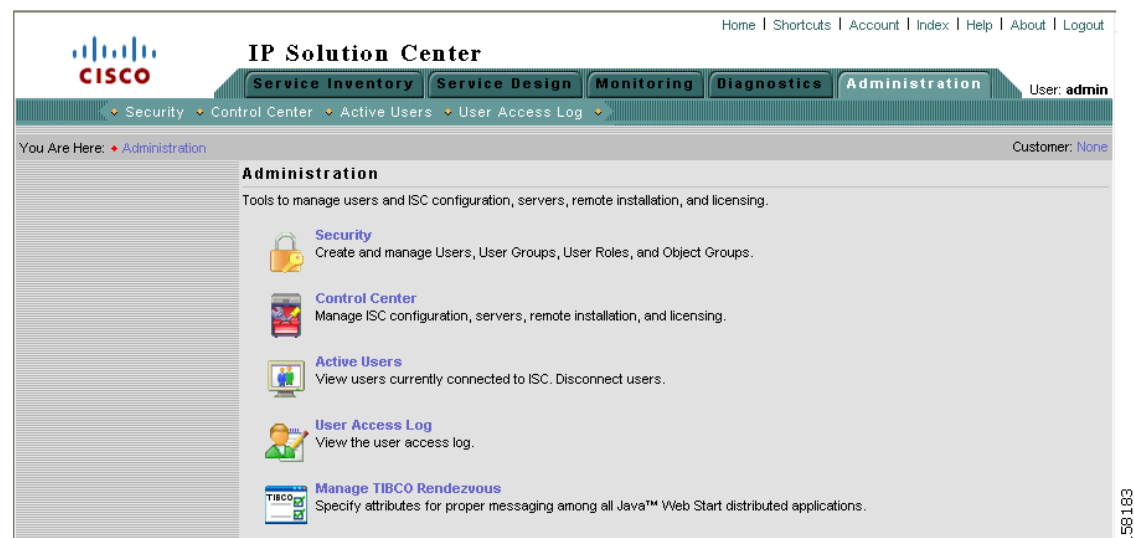 Home | Shortcuts | Account | Index | Help | About | Logout
CISCO
IP Solution Center
Service Inventory Service Design Monitoring Diagnostics Administration
User: admin
Security Control Center Active Users User Access Log
You Are Here: Administration
Customer: None
Administration
Tools to manage users and ISC configuration, servers, remote installation, and licensing.
Security
Create and manage Users, User Groups, User Roles, and Object Groups.
Control Center
Manage ISC configuration, servers, remote installation, and licensing.
Active Users
View users currently connected to ISC. Disconnect users.
User Access Log
View the user access log.
TIBCO
Manage TIBCO Rendezvous
Specify attributes for proper messaging among all Java™ Web Start distributed applications.
58183